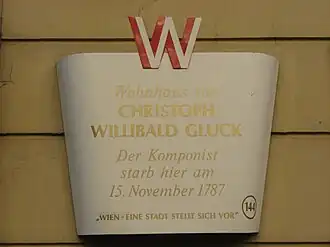 W
Wohnhaus von
CHRISTOPH
WILLIBALD GLUCK
Der Komponist
starb hier am
15. November 1787
„WIEN - EINE STADT STELLT SICH VOR"
144